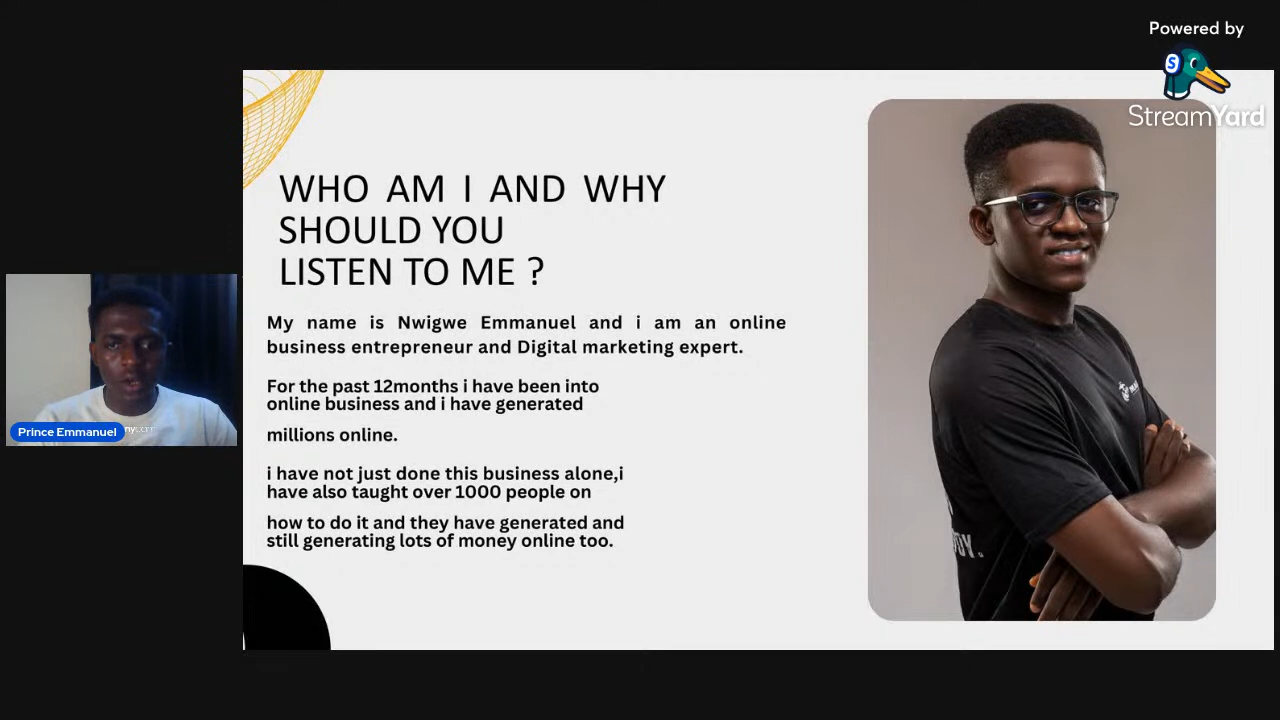 Powered by
StreamYard
WHO AM I AND WHY
SHOULD YOU
LISTEN TO ME ?
My name is Nwigwe Emmanuel and i am an online
business entrepreneur and Digital marketing expert.
For the past 12months i have been into
online business and i have generated
millions online.
i have not just done this business alone,i
have also taught over 1000 people on
how to do it and they have generated and
still generating lots of money online too.
Prince Emmanuel